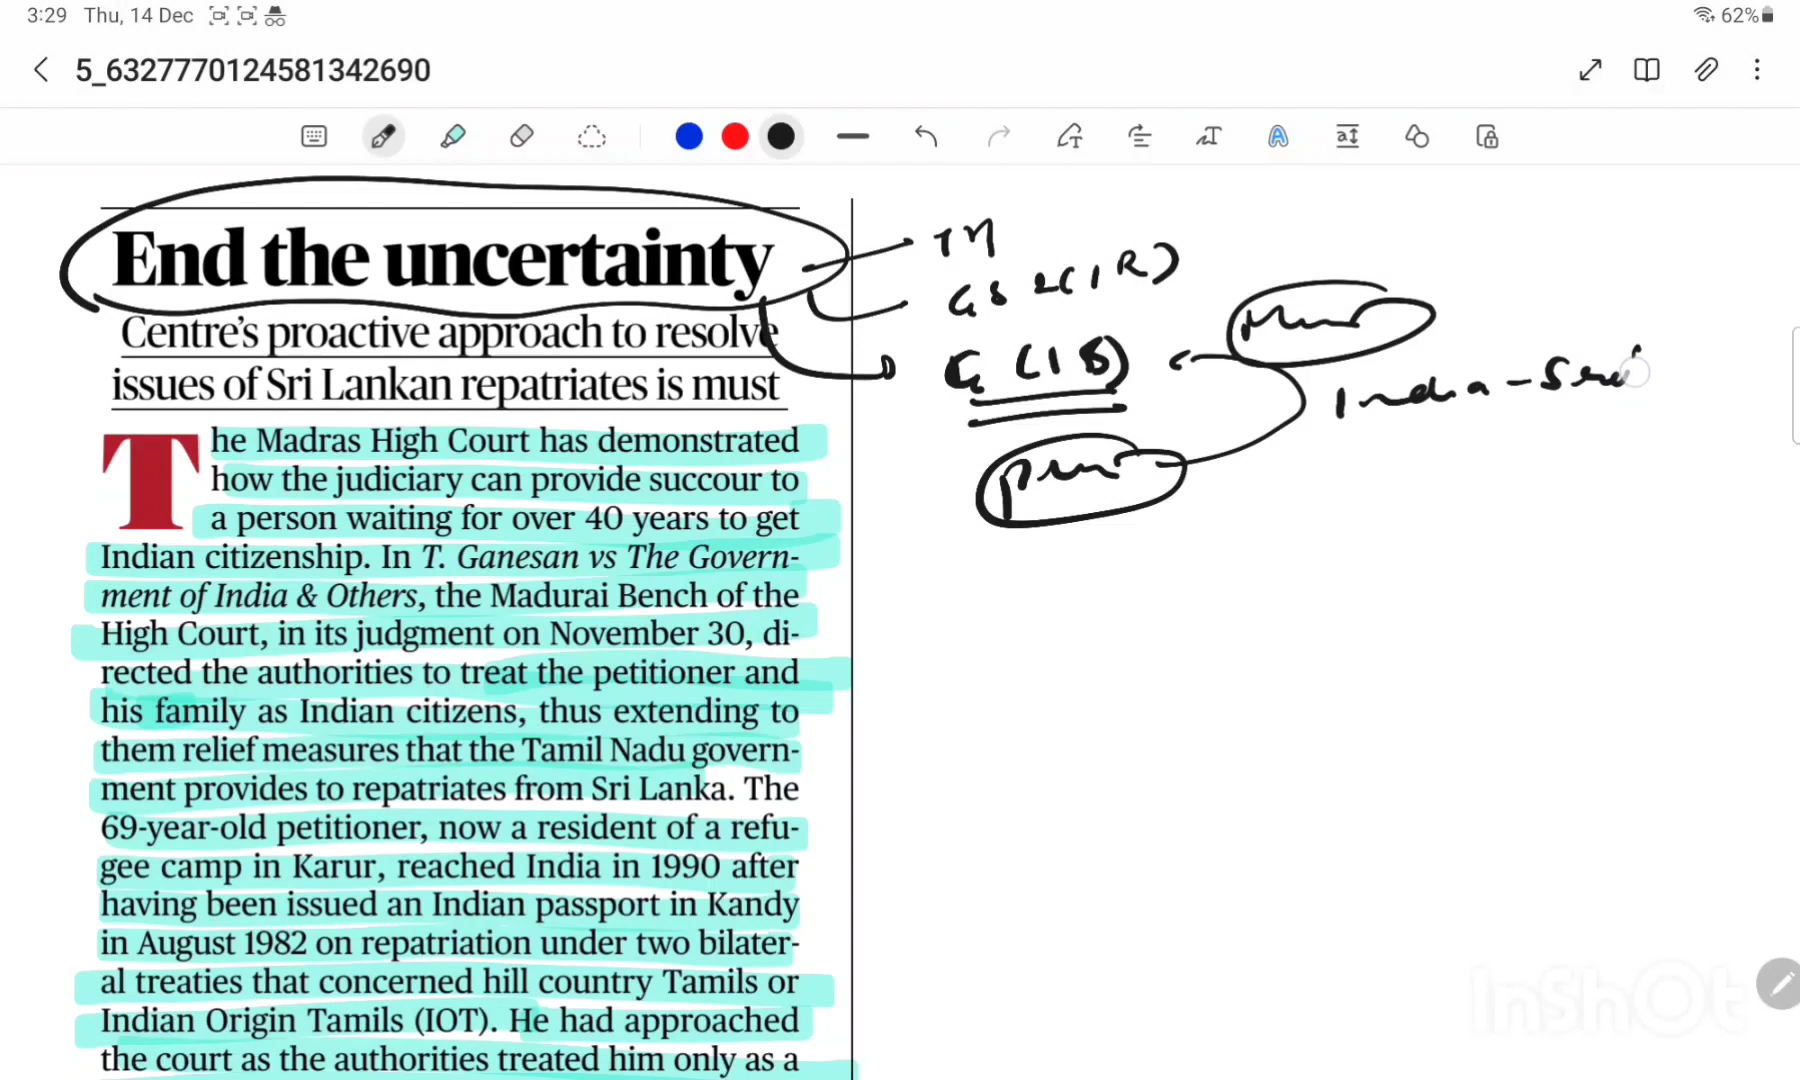 3:29 Thu, 14 Dec
62%
5_6327770124581342690
End the uncertainty
Centre's proactive approach to resolve
issues of Sri Lankan repatriates is must
The Madras High Court has demonstrated
how the judiciary can provide succour to
a person waiting for over 40 years to get
Indian citizenship. In T. Ganesan vs The Govern-
ment of India & Others, the Madurai Bench of the
High Court, in its judgment on November 30, di-
rected the authorities to treat the petitioner and
his family as Indian citizens, thus extending to
them relief measures that the Tamil Nadu govern-
ment provides to repatriates from Sri Lanka. The
69-year-old petitioner, now a resident of a refu-
gee camp in Karur, reached India in 1990 after
having been issued an Indian passport in Kandy
in August 1982 on repatriation under two bilater-
al treaties that concerned hill country Tamils or
Indian Origin Tamils (IOT). He had approached
the court as the authorities treated him only as a
GS 2(IR)
India - Sri
InShOt